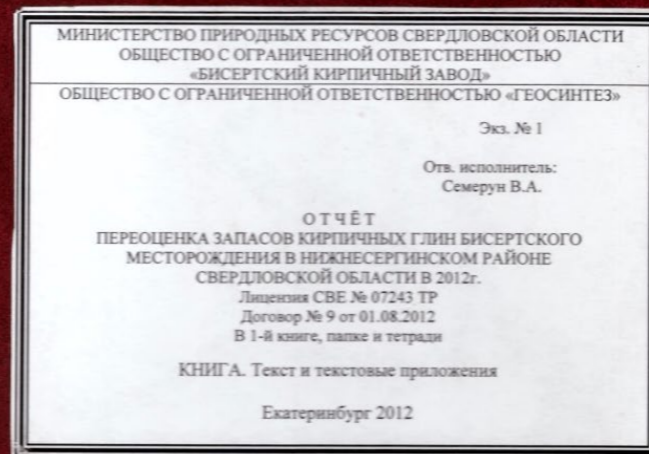 МИНИСТЕРСТВО ПРИРОДНЫХ РЕСУРСОВ СВЕРДЛОВСКОЙ ОБЛАСТИ
ОБЩЕСТВО С ОГРАНИЧЕННОЙ ОТВЕТСТВЕННОСТЬЮ
«БИСЕРТСКИЙ КИРПИЧНЫЙ ЗАВОД»
ОБЩЕСТВО С ОГРАНИЧЕННОЙ ОТВЕТСТВЕННОСТЬЮ «ГЕОСИНТЕЗ»
Экз. № 1
Отв. исполнитель:
Семерун В.А.
О Т Ч Ё Т
ПЕРЕОЦЕНКА ЗАПАСОВ КИРПИЧНЫХ ГЛИН БИСЕРТСКОГО
МЕСТОРОЖДЕНИЯ В НИЖНЕСЕРГИНСКОМ РАЙОНЕ
СВЕРДЛОВСКОЙ ОБЛАСТИ В 2012г.
Лицензия СВЕ № 07243 ТР
Договор № 9 от 01.08.2012
В 1-й книге, папке и тетради
КНИГА. Текст и текстовые приложения
Екатеринбург 2012